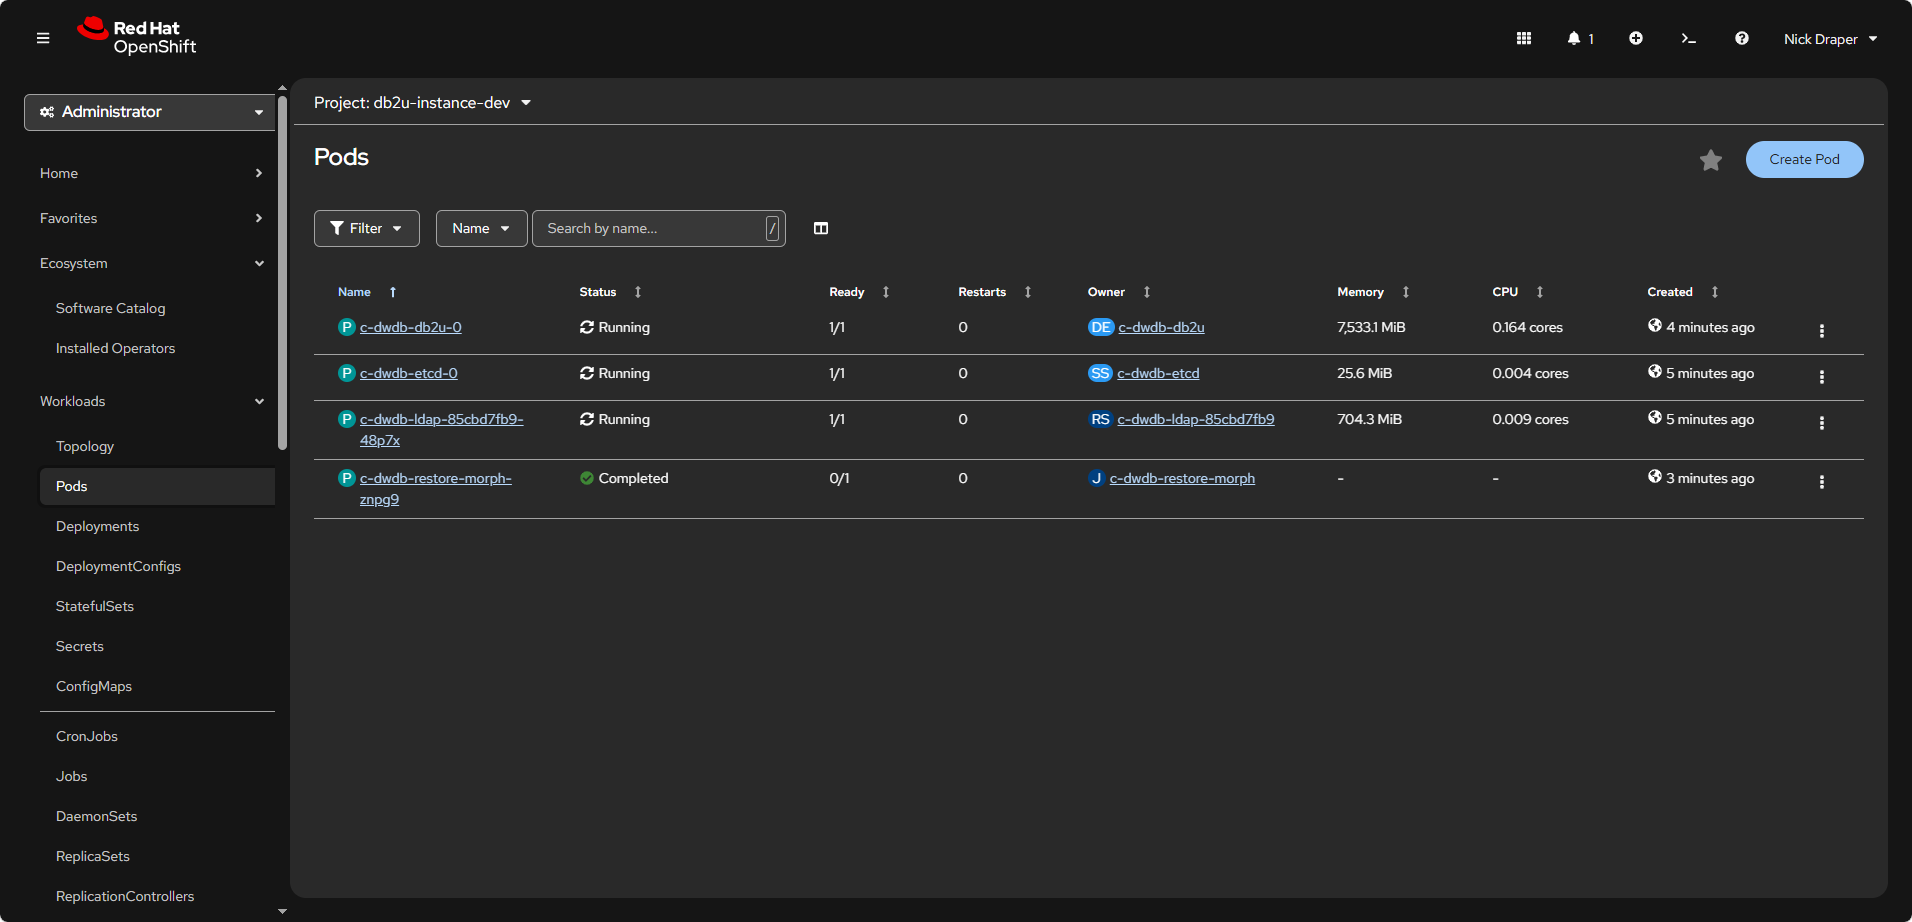 Red Hat
OpenShift
1
Nick Draper
Administrator
Home
Favorites
Ecosystem
Software Catalog
Installed Operators
Workloads
Topology
Pods
Deployments
DeploymentConfigs
StatefulSets
Secrets
ConfigMaps
CronJobs
Jobs
DaemonSets
ReplicaSets
ReplicationControllers
Project: db2u-instance-dev
Pods
Create Pod
Filter
Name
Search by name...
/
Name Status Ready Restarts Owner Memory CPU Created
P c-dwdb-db2u-0 Running 1/1 0 DE c-dwdb-db2u 7,533.1 MiB 0.164 cores 4 minutes ago
P c-dwdb-etcd-0 Running 1/1 0 SS c-dwdb-etcd 25.6 MiB 0.004 cores 5 minutes ago
P c-dwdb-ldap-85cbd7fb9- Running 1/1 0 RS c-dwdb-ldap-85cbd7fb9 704.3 MiB 0.009 cores 5 minutes ago
48p7x
P c-dwdb-restore-morph- Completed 0/1 0 J c-dwdb-restore-morph - - 3 minutes ago
znpg9